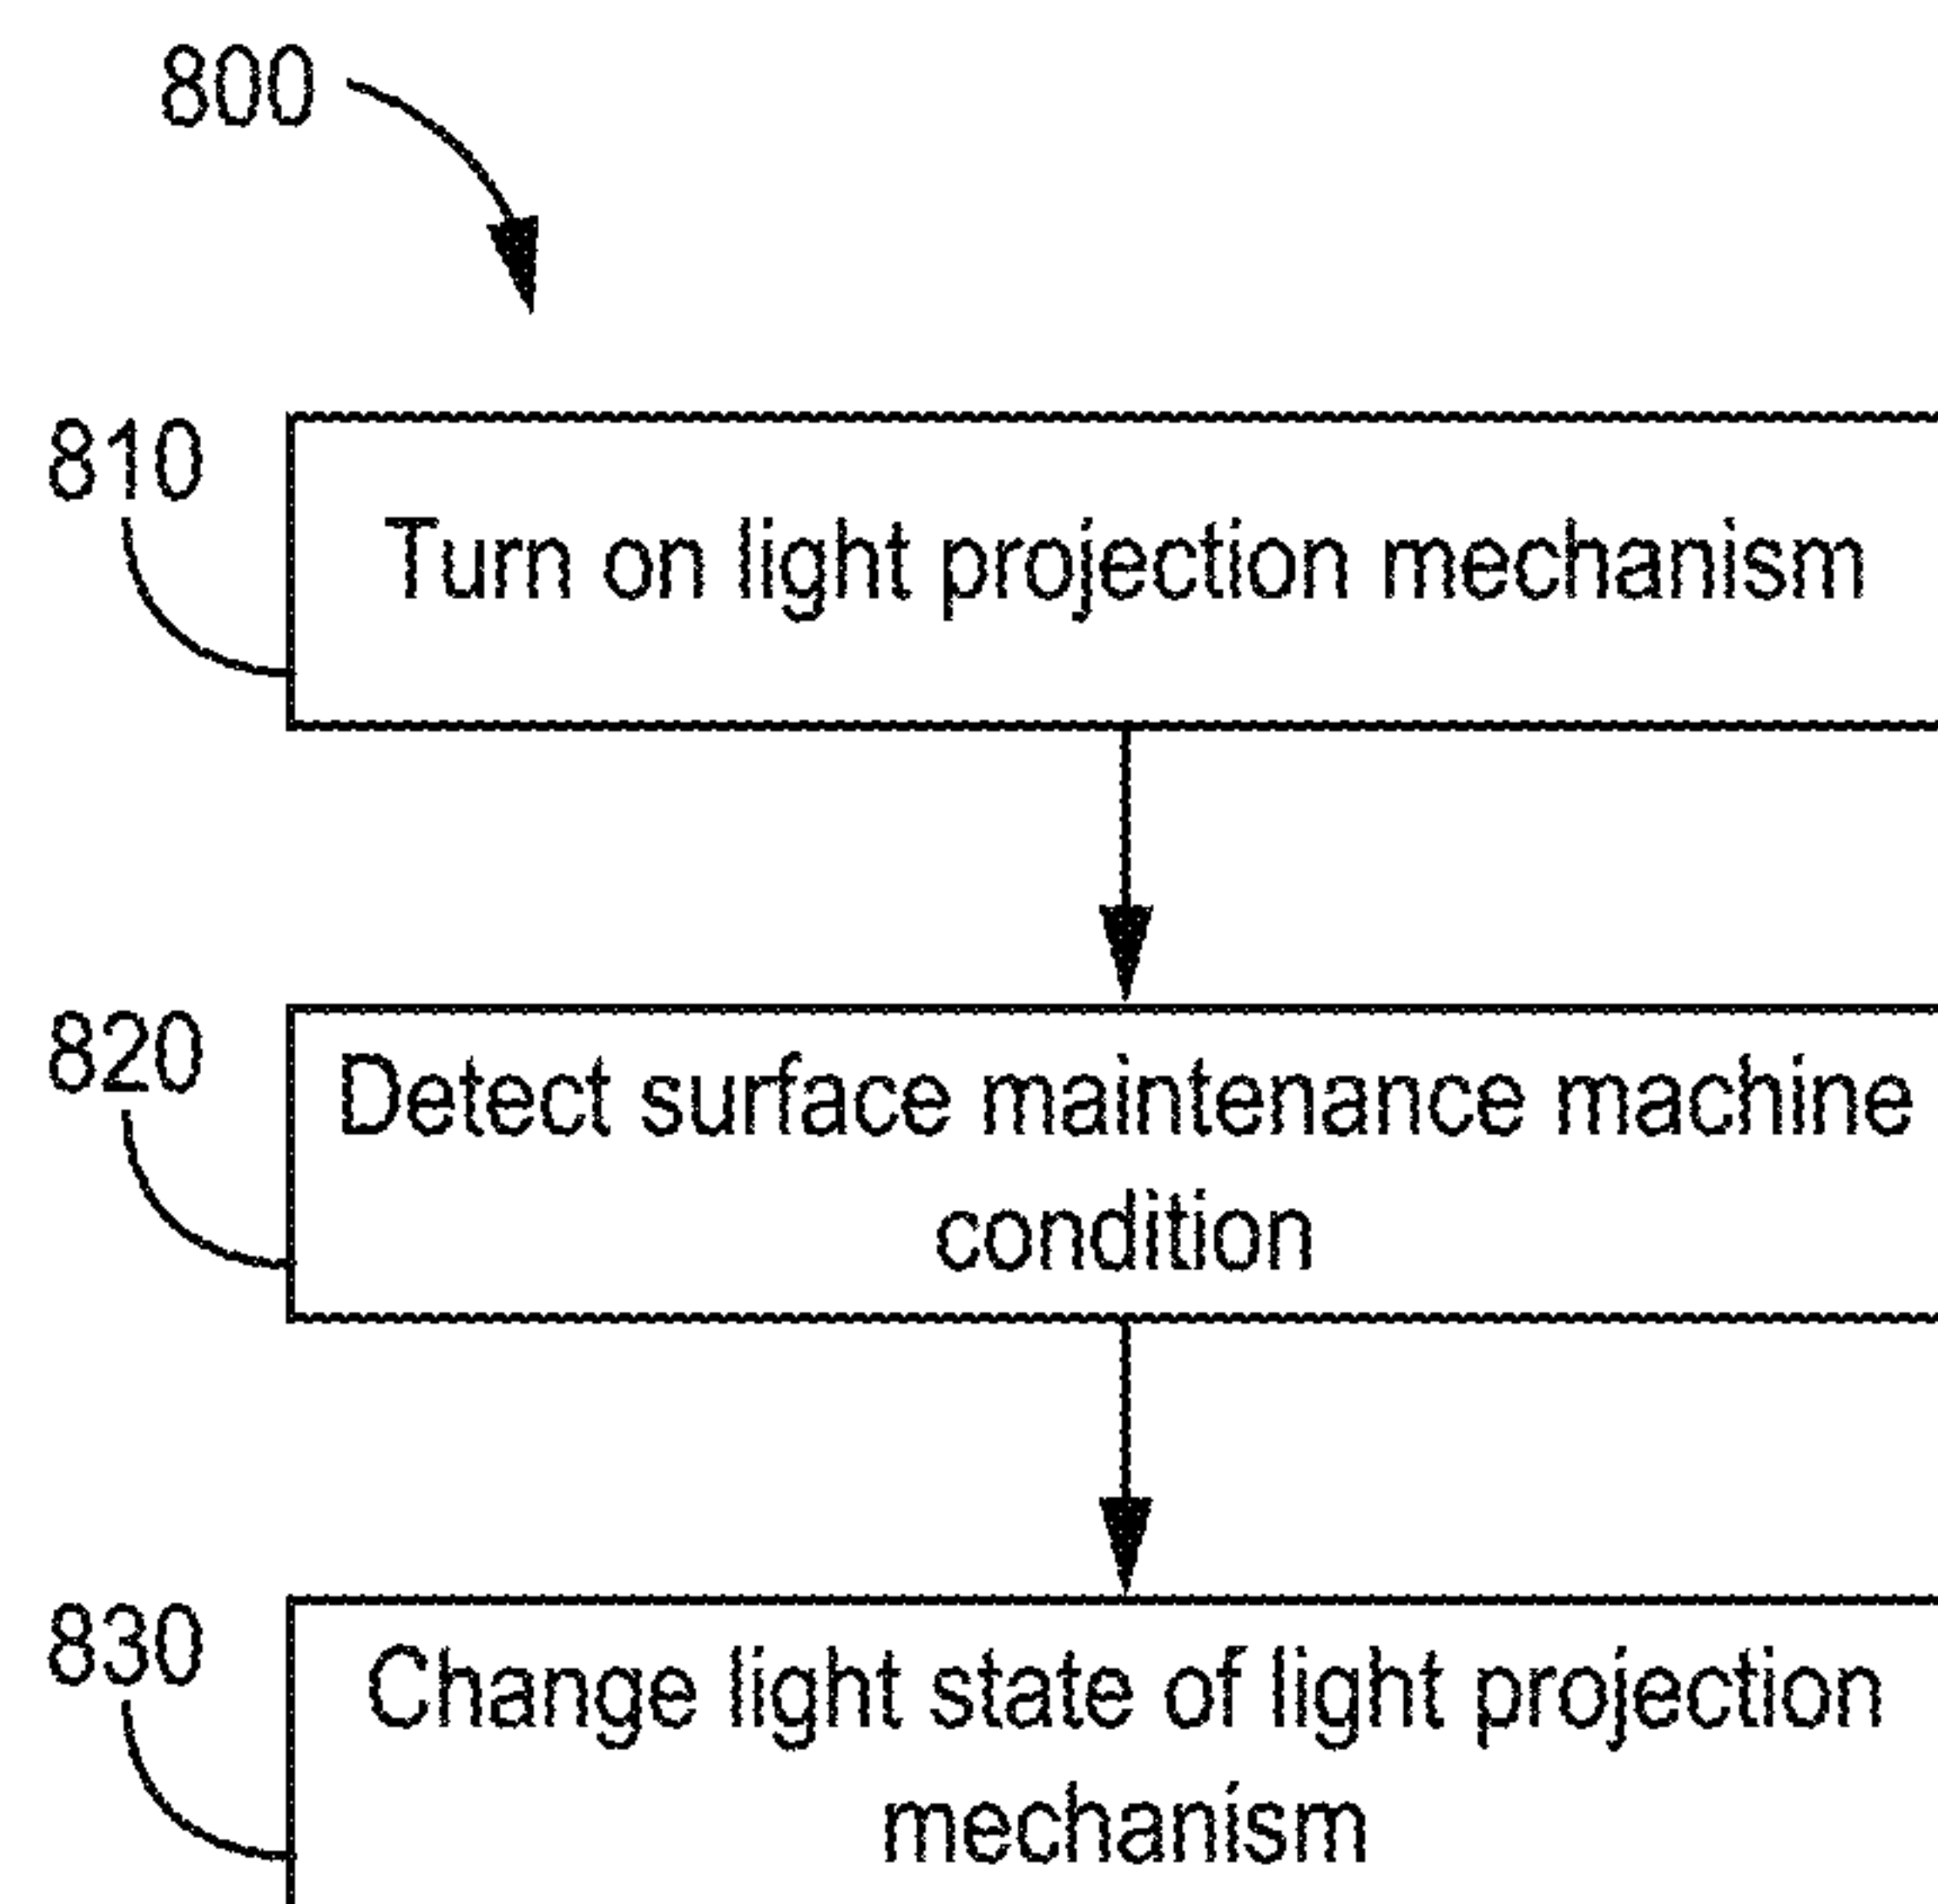 800
810
Turn on light projection mechanism
820
Detect surface maintenance machine
condition
830
Change light state of light projection
mechanism